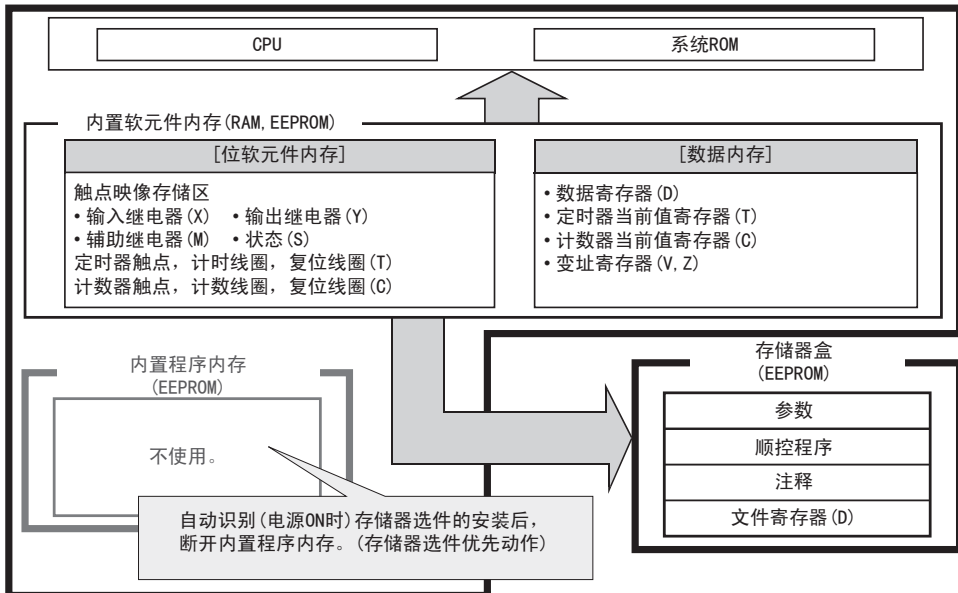 CPU
系统ROM
内置软元件内存(RAM, EEPROM)
[位软元件内存]
触点映像存储区
•输入继电器(X) •输出继电器(Y)
•辅助继电器(M) •状态(S)
定时器触点，计时线圈，复位线圈(T)
计数器触点，计数线圈，复位线圈(C)
[数据内存]
•数据寄存器(D)
•定时器当前值寄存器(T)
•计数器当前值寄存器(C)
•变址寄存器(V, Z)
内置程序内存
(EEPROM)
不使用。
自动识别(电源ON时)存储器选件的安装后，
断开内置程序内存。(存储器选件优先动作)
存储器盒
(EEPROM)
参数
顺控程序
注释
文件寄存器(D)